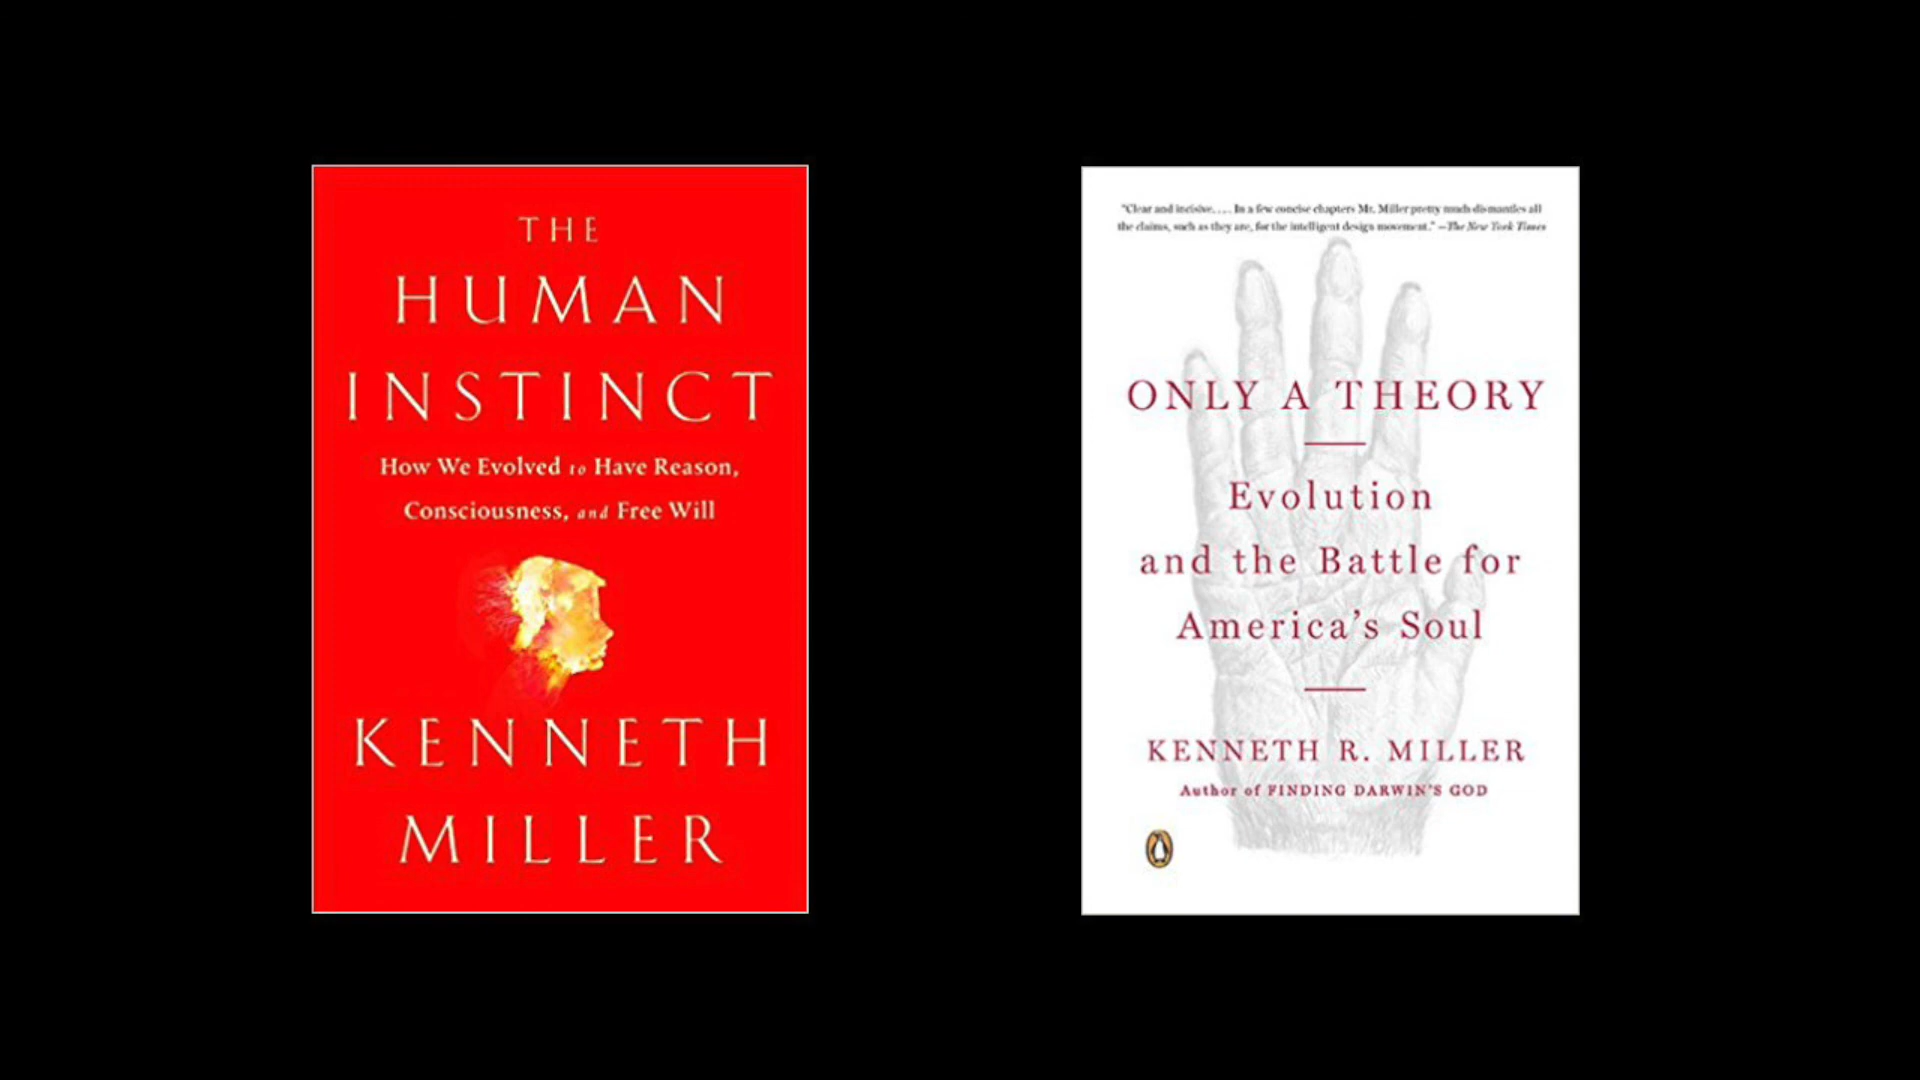 THE
HUMAN
INSTINCT
How We Evolved to Have Reason,
Consciousness, and Free Will
KENNETH
MILLER
"Clear and incisive.... In a few concise chapters Mr. Miller pretty much dismantles all
the claims, such as they are, for the intelligent design movement." —The New York Times
ONLY A THEORY
Evolution
and the Battle for
America's Soul
KENNETH R. MILLER
Author of FINDING DARWIN'S GOD